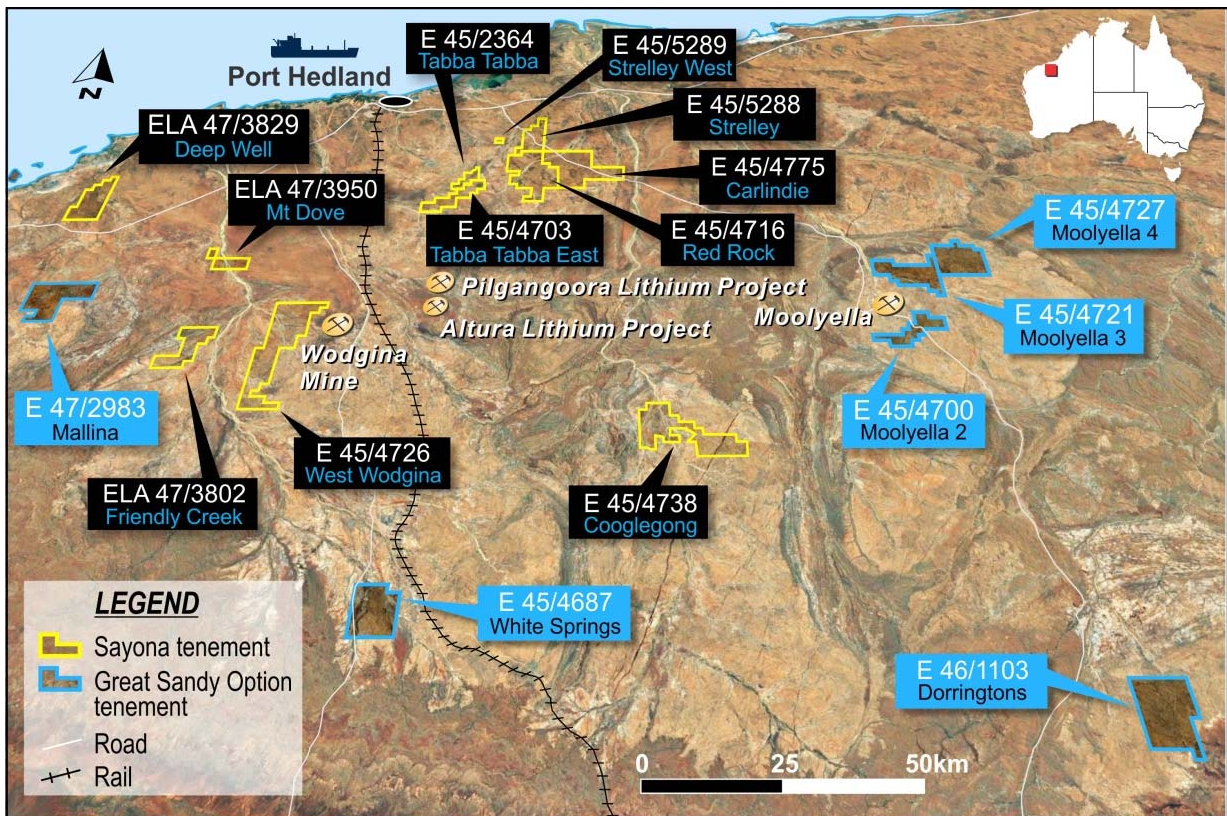 E 45/2364
Tabba Tabba
E 45/5289
Strelley West
Port Hedland
N
E 45/5288
Strelley
ELA 47/3829
Deep Well
E 45/4775
Carlindie
ELA 47/3950
Mt Dove
E 45/4703
Tabba Tabba East
E 45/4716
Red Rock
E 45/4727
Moolyella 4
Pilgangoora Lithium Project
Altura Lithium Project
Moolyella
E 45/4721
Moolyella 3
Wodgina
Mine
E 47/2983
Mallina
E 45/4700
Moolyella 2
E 45/4726
West Wodgina
ELA 47/3802
Friendly Creek
E 45/4738
Cooglegong
E 45/4687
White Springs
E 46/1103
Dorringtons
LEGEND
Sayona tenement
Great Sandy Option
tenement
Road
Rail
0 25 50km